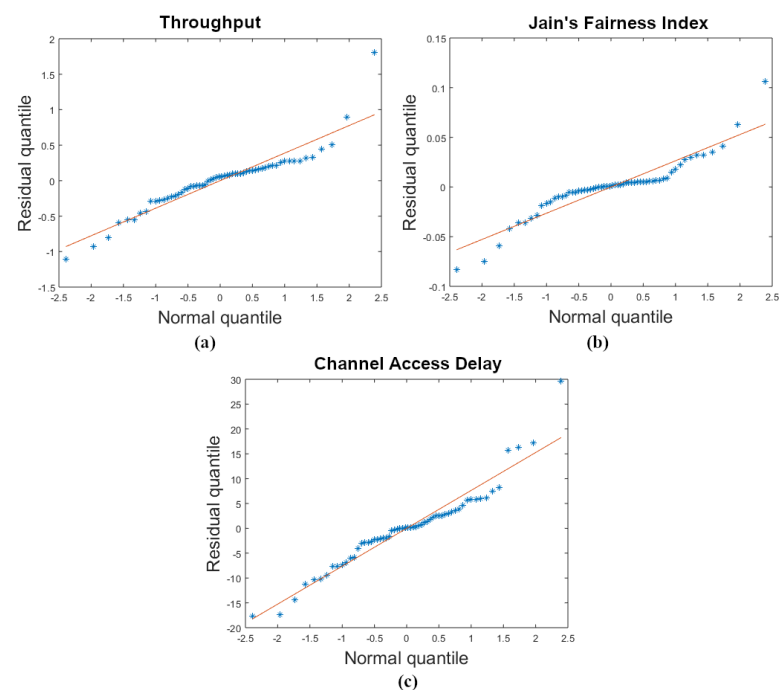 Throughput
2
1.5
1
0.5
0
-0.5
-1
-1.5
-2.5 -2 -1.5 -1 -0.5 0 0.5 1 1.5 2 2.5
Residual quantile
Normal quantile
(a)
Jain's Fairness Index
0.15
0.1
0.05
0
-0.05
-0.1
-2.5 -2 -1.5 -1 -0.5 0 0.5 1 1.5 2 2.5
Residual quantile
Normal quantile
(b)
Channel Access Delay
30
25
20
15
10
5
0
-5
-10
-15
-20
-2.5 -2 -1.5 -1 -0.5 0 0.5 1 1.5 2 2.5
Residual quantile
Normal quantile
(c)